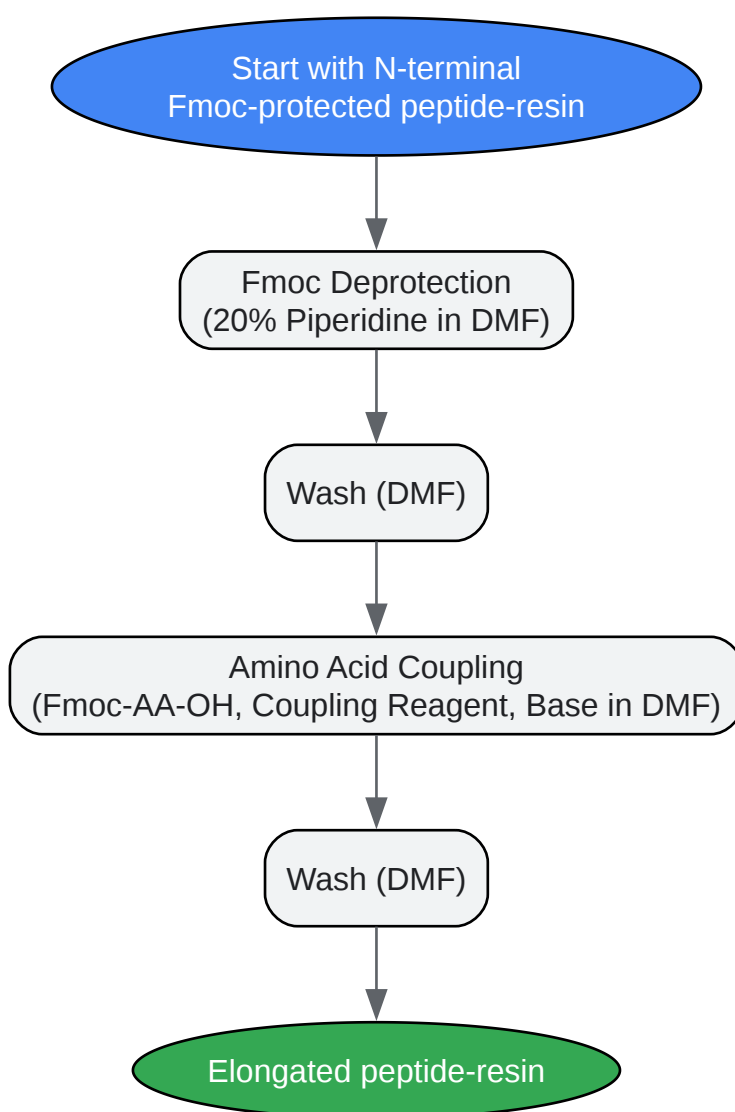 Start with N-terminal
Fmoc-protected peptide-resin
Fmoc Deprotection
(20% Piperidine in DMF)
Wash (DMF)
Amino Acid Coupling
(Fmoc-AA-OH, Coupling Reagent, Base in DMF)
Wash (DMF)
Elongated peptide-resin